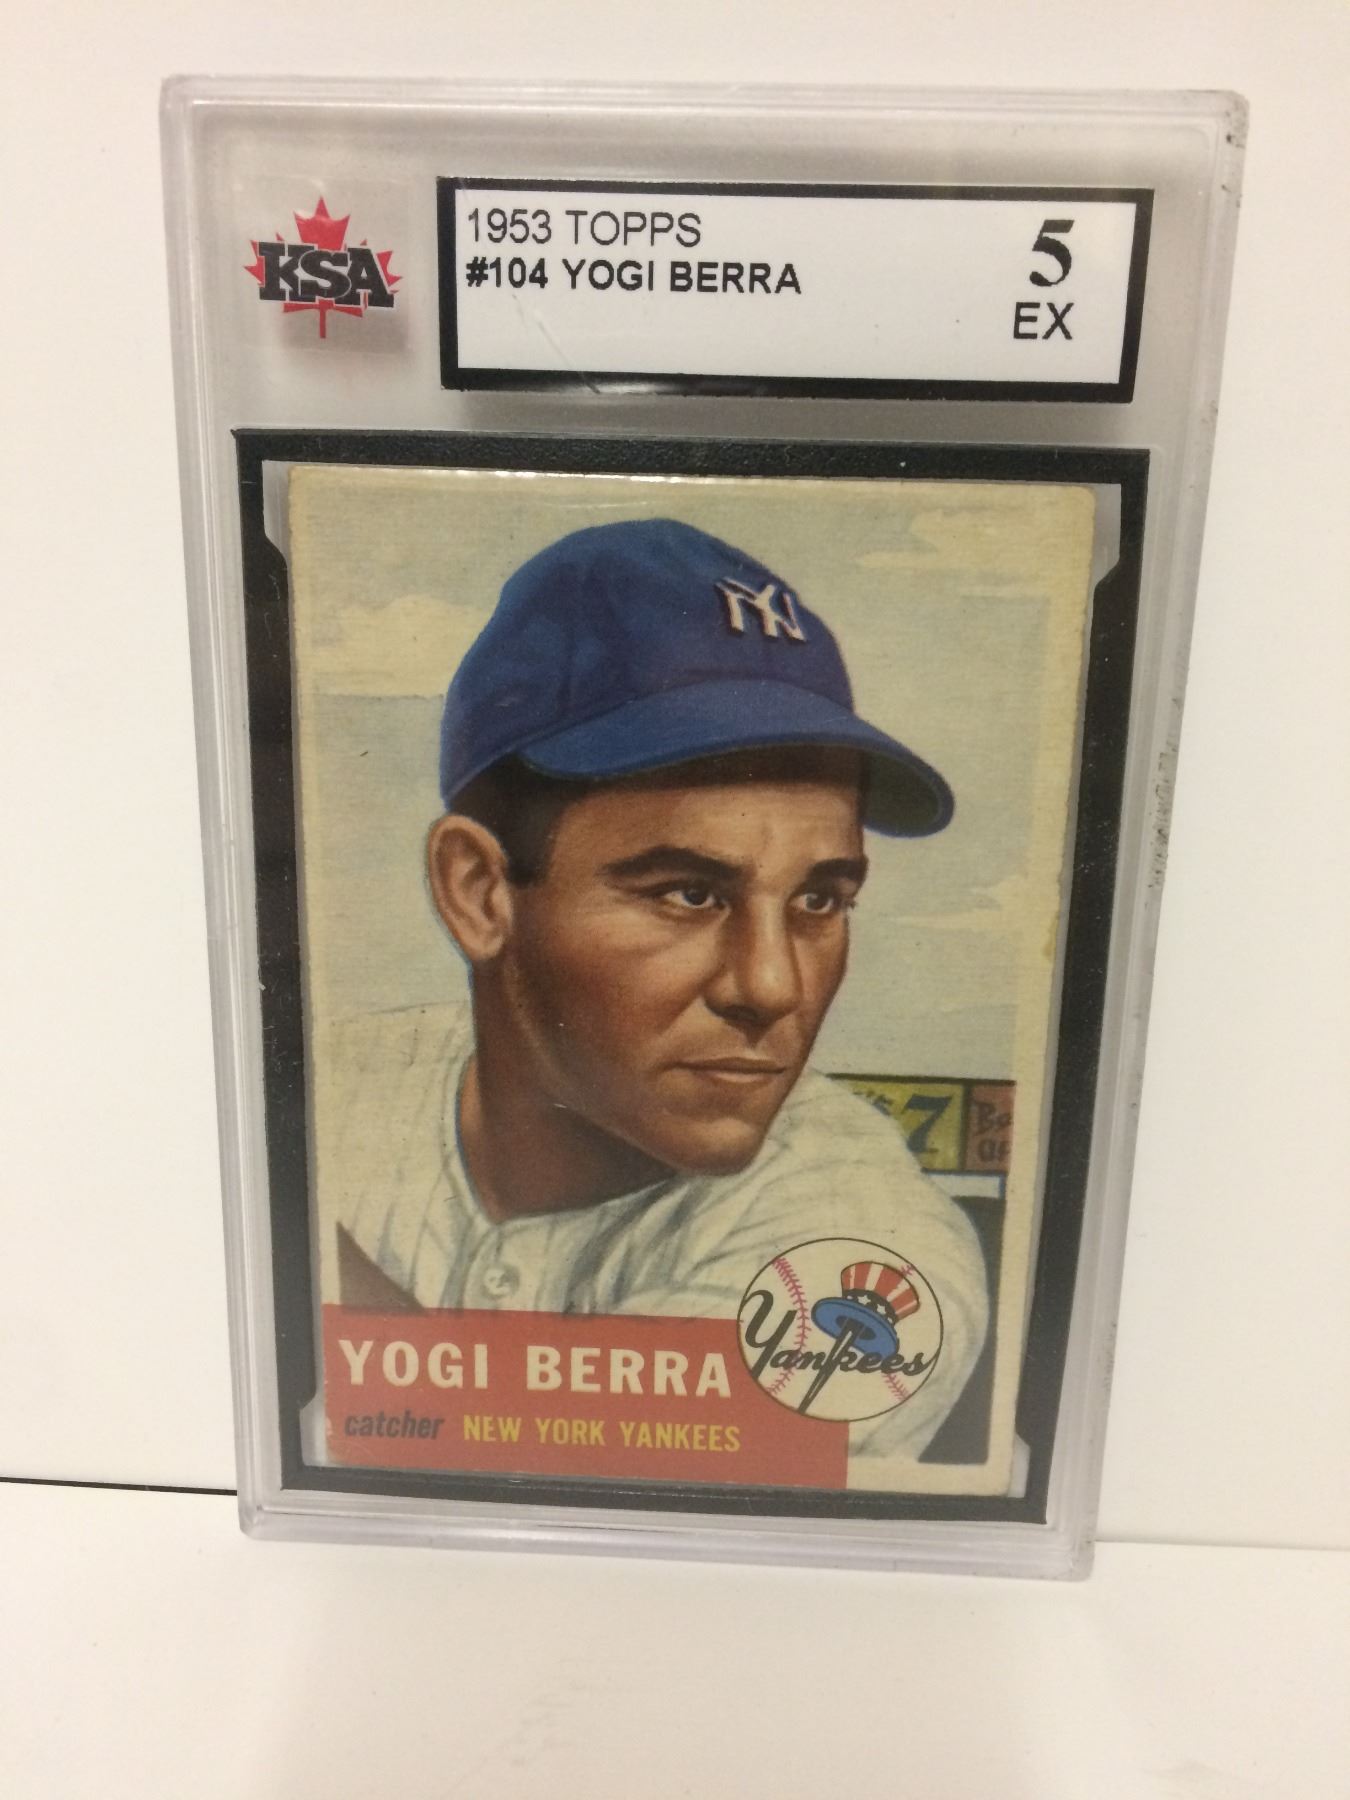 KSA
1953 TOPPS
#104 YOGI BERRA
5
EX
NY
7
Yankees
YOGI BERRA
catcher NEW YORK YANKEES